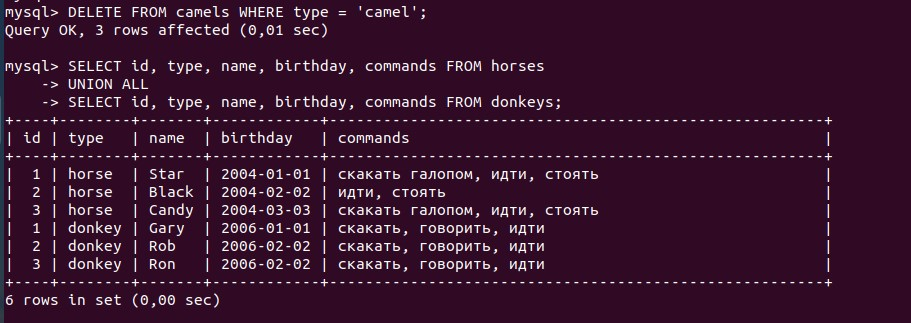 mysql> DELETE FROM camels WHERE type = 'camel';
Query OK, 3 rows affected (0,01 sec)
mysql> SELECT id, type, name, birthday, commands FROM horses
    -> UNION ALL
    -> SELECT id, type, name, birthday, commands FROM donkeys;
+----+--------+-------+------------+-------------------------------------------------------+
| id | type   | name  | birthday   | commands                                              |
+----+--------+-------+------------+-------------------------------------------------------+
|  1 | horse  | Star  | 2004-01-01 | скакать галопом, идти, стоять                         |
|  2 | horse  | Black | 2004-02-02 | идти, стоять                                          |
|  3 | horse  | Candy | 2004-03-03 | скакать галопом, идти, стоять                         |
|  1 | donkey | Gary  | 2006-01-01 | скакать, говорить, идти                               |
|  2 | donkey | Rob   | 2006-02-02 | скакать, говорить, идти                               |
|  3 | donkey | Ron   | 2006-02-02 | скакать, говорить, идти                               |
+----+--------+-------+------------+-------------------------------------------------------+
6 rows in set (0,00 sec)